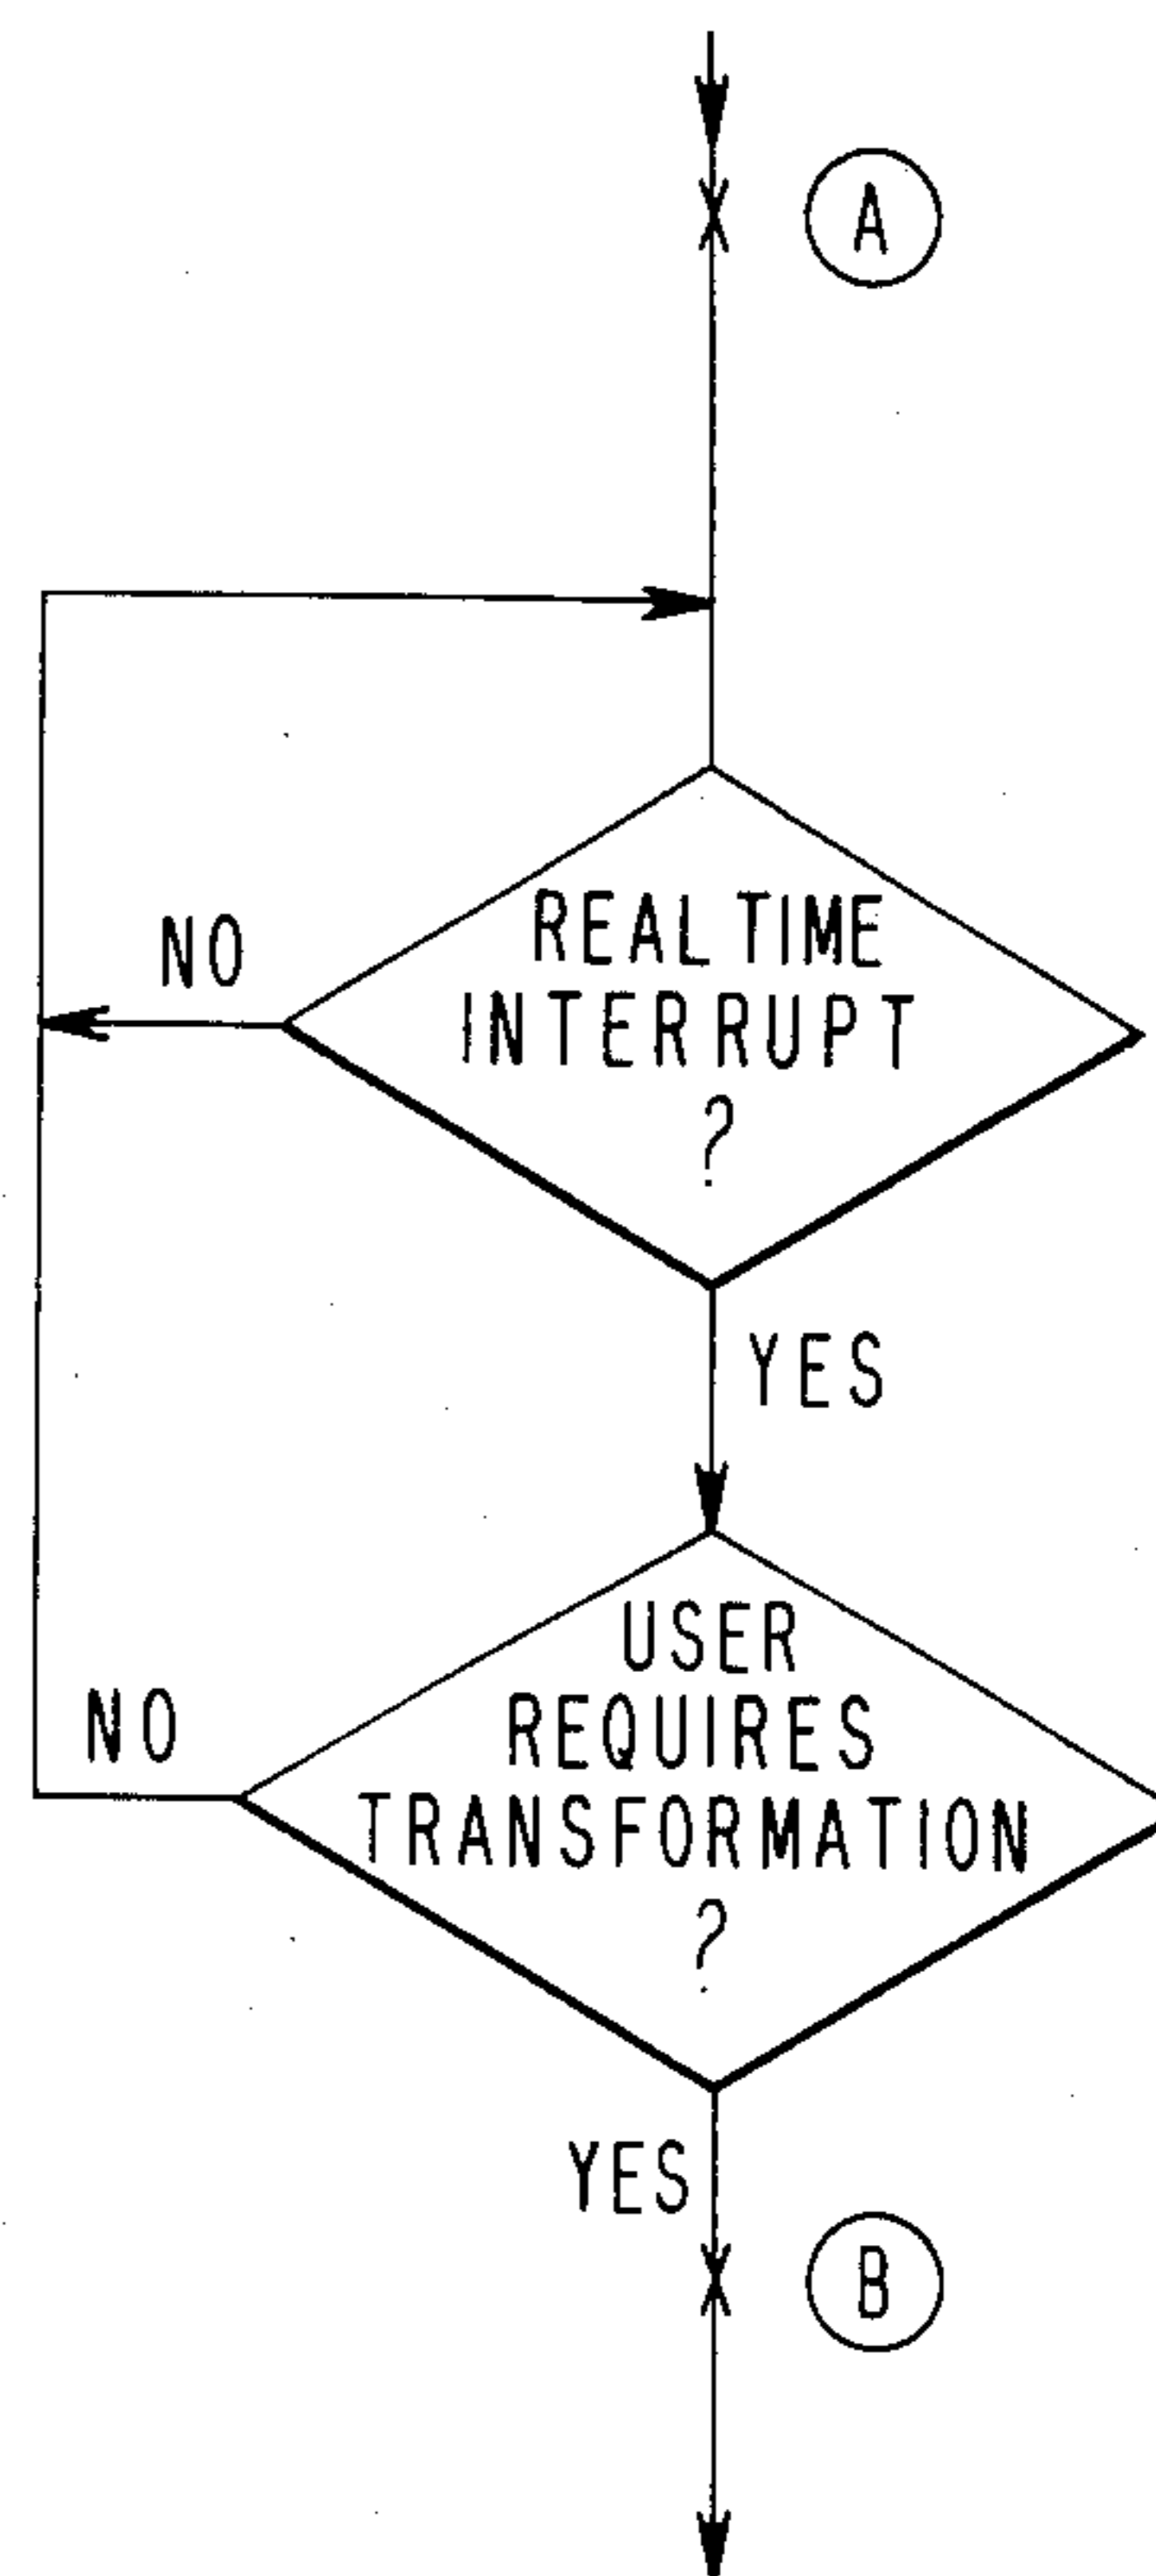 A
REAL TIME
INTERRUPT
?
NO
YES
USER
REQUIRES
TRANSFORMATION
?
NO
YES
B